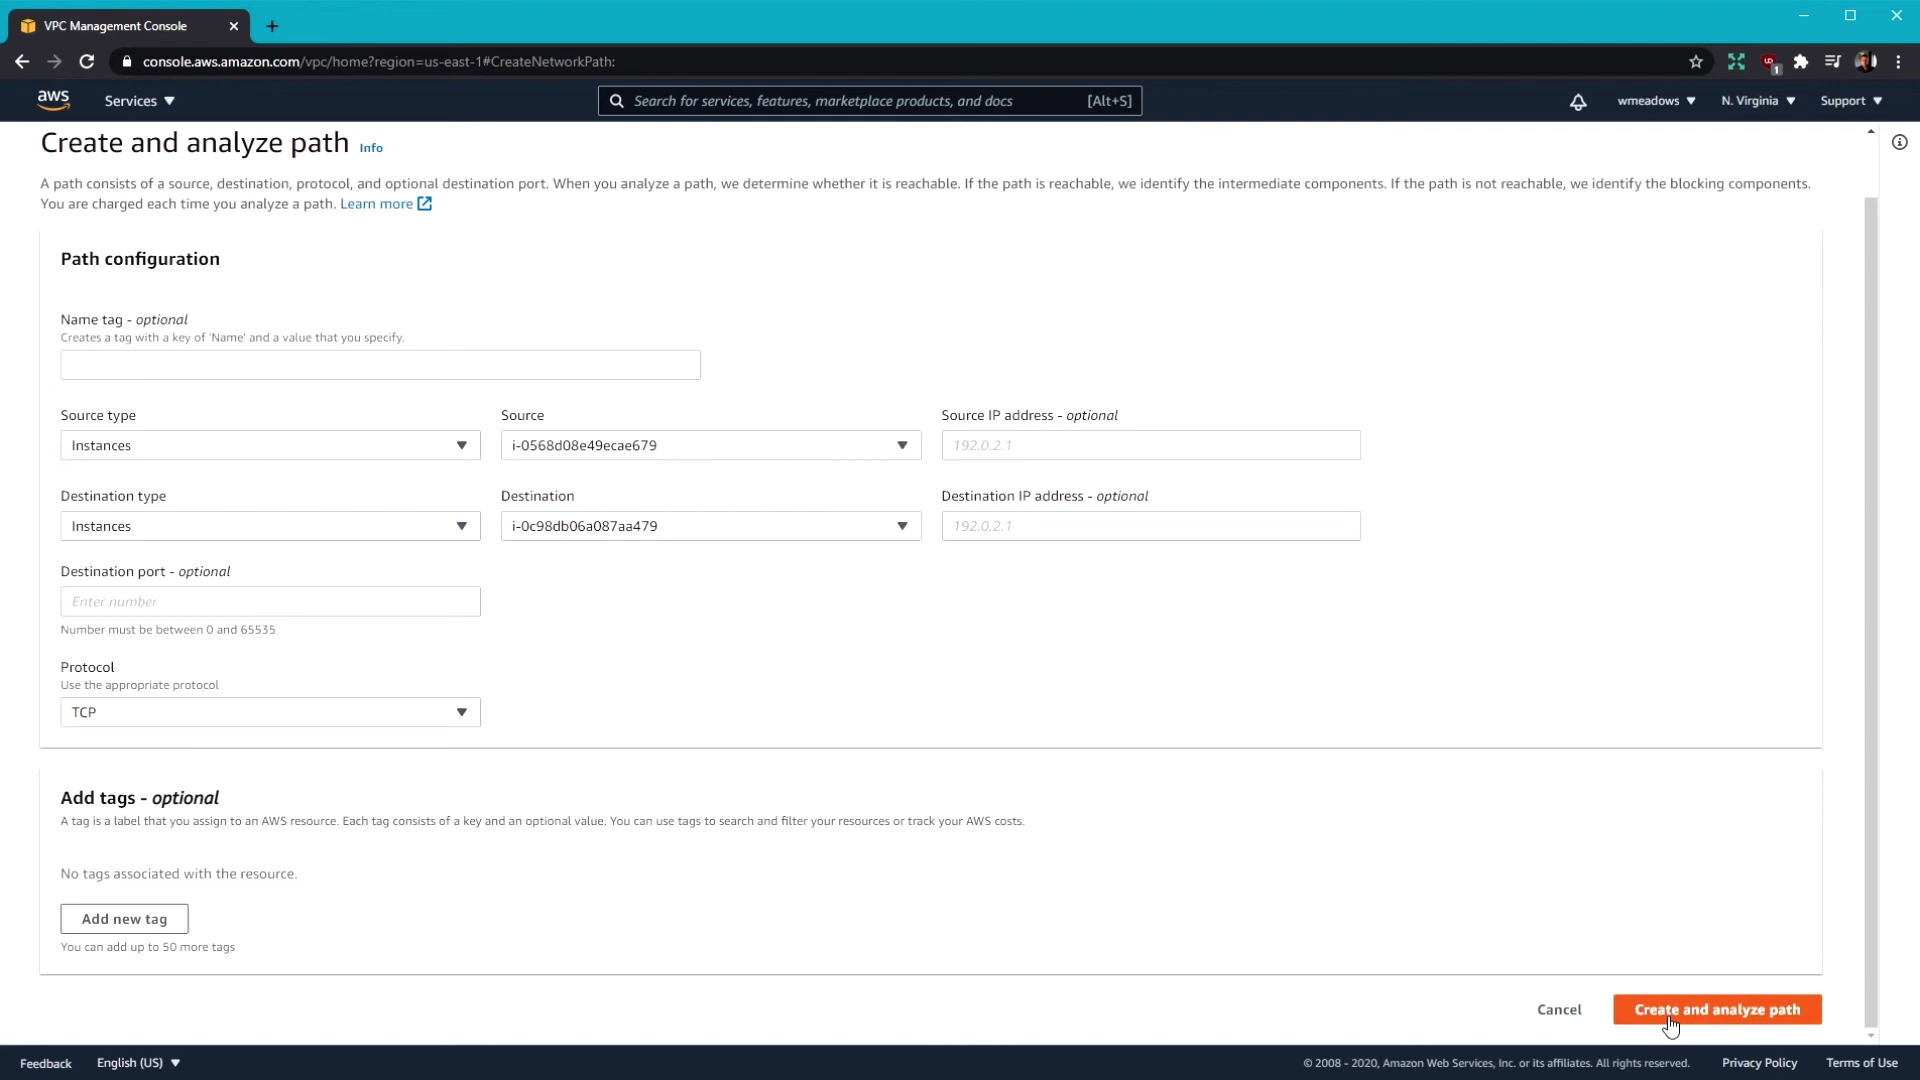 VPC Management Console
console.aws.amazon.com/vpc/home?region=us-east-1#CreateNetworkPath:
1
aws
Services
Search for services, features, marketplace products, and docs
[Alt+S]
wmeadows
N. Virginia
Support
Create and analyze path
Info
A path consists of a source, destination, protocol, and optional destination port. When you analyze a path, we determine whether it is reachable. If the path is reachable, we identify the intermediate components. If the path is not reachable, we identify the blocking components.
You are charged each time you analyze a path. Learn more
Path configuration
Name tag - optional
Creates a tag with a key of 'Name' and a value that you specify.
Source type
Source
Source IP address - optional
Instances
i-0568d08e49ecae679
192.0.2.1
Destination type
Destination
Destination IP address - optional
Instances
i-0c98db06a087aa479
192.0.2.1
Destination port - optional
Enter number
Number must be between 0 and 65535
Protocol
Use the appropriate protocol
TCP
Add tags - optional
A tag is a label that you assign to an AWS resource. Each tag consists of a key and an optional value. You can use tags to search and filter your resources or track your AWS costs.
No tags associated with the resource.
Add new tag
You can add up to 50 more tags
Cancel
Create and analyze path
Feedback
English (US)
© 2008 - 2020, Amazon Web Services, Inc. or its affiliates. All rights reserved.
Privacy Policy
Terms of Use